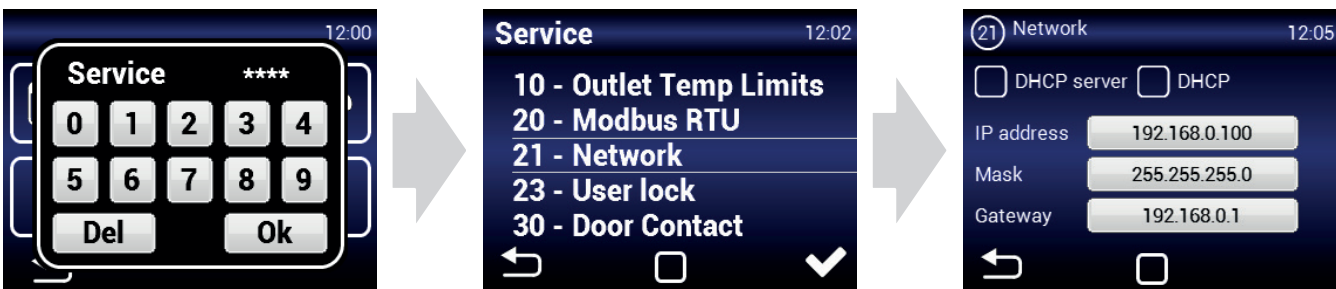 12:00
Service ****
0 1 2 3 4
5 6 7 8 9
Del Ok
Service 12:02
10 - Outlet Temp Limits
20 - Modbus RTU
21 - Network
23 - User lock
30 - Door Contact
21 Network 12:05
DHCP server DHCP
IP address 192.168.0.100
Mask 255.255.255.0
Gateway 192.168.0.1